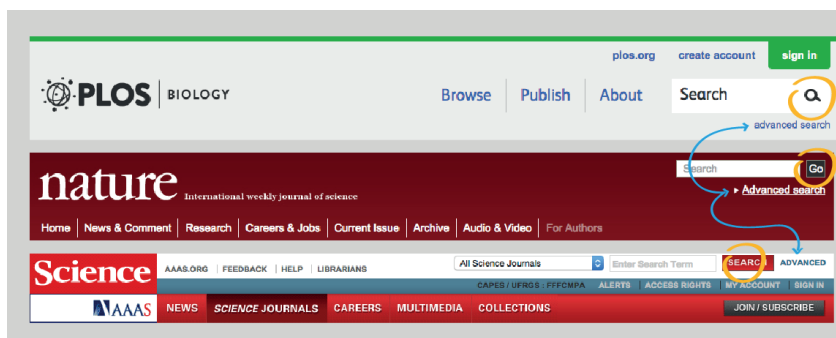 plos.org create account sign in
PLOS BIOLOGY Browse Publish About Search
advanced search
Search Go
nature International weekly journal of science
Advanced search
Home News & Comment Research Careers & Jobs Current Issue Archive Audio & Video For Authors
Science AAAS.ORG FEEDBACK HELP LIBRARIANS All Science Journals Enter Search Term SEARCH ADVANCED
CAPES / UFRGS : FFFCMPA ALERTS ACCESS RIGHTS MY ACCOUNT SIGN IN
AAAS NEWS SCIENCE JOURNALS CAREERS MULTIMEDIA COLLECTIONS JOIN / SUBSCRIBE